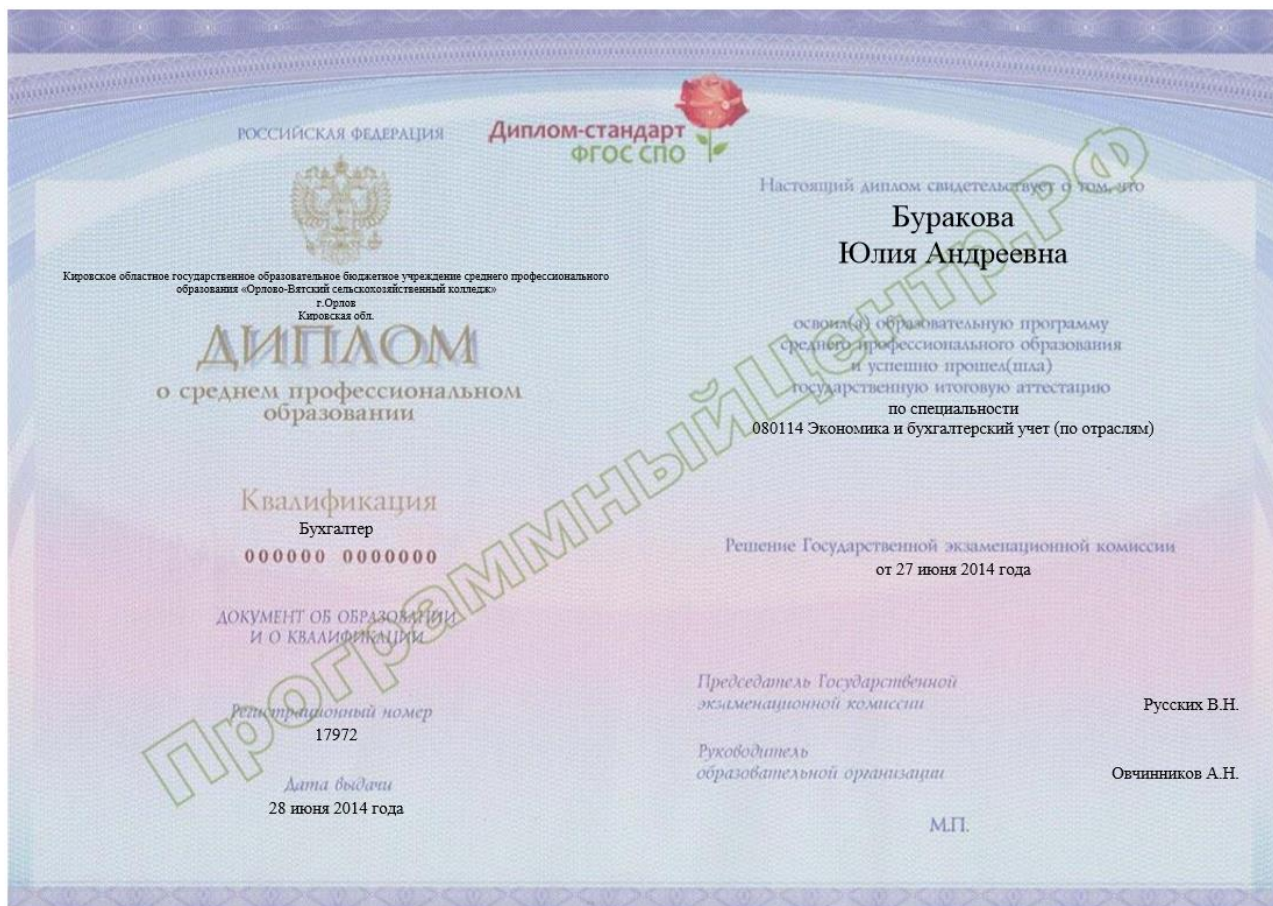 РОССИЙСКАЯ ФЕДЕРАЦИЯ
Кировское областное государственное образовательное бюджетное учреждение среднего профессионального
образования «Орлово-Вятский сельскохозяйственный колледж»
г.Орлов
Кировская обл.
ДИПЛОМ
о среднем профессиональном
образовании
Квалификация
Бухгалтер
000000 0000000
ДОКУМЕНТ ОБ ОБРАЗОВАНИИ
И О КВАЛИФИКАЦИИ
Регистрационный номер
17972
Дата выдачи
28 июня 2014 года
Диплом-стандарт
ФГОС СПО
Настоящий диплом свидетельствует о том, что
Буракова
Юлия Андреевна
освоил(а) образовательную программу
среднего профессионального образования
и успешно прошел(шла)
государственную итоговую аттестацию
по специальности
080114 Экономика и бухгалтерский учет (по отраслям)
Решение Государственной экзаменационной комиссии
от 27 июня 2014 года
Председатель Государственной
экзаменационной комиссии
Русских В.Н.
Руководитель
образовательной организации
Овчинников А.Н.
М.П.
ПрограммныйЦентр.РФ